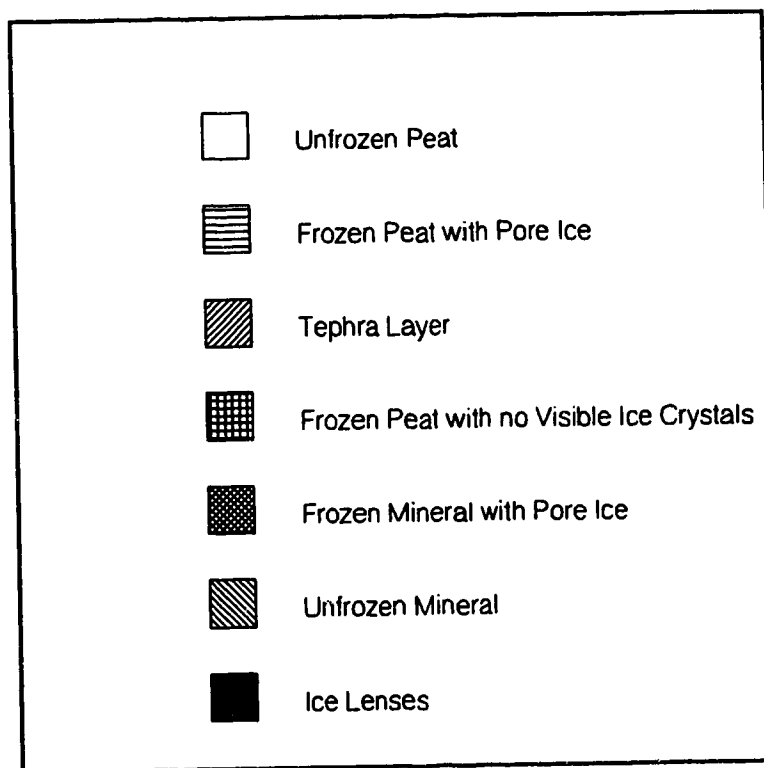 Unfrozen Peat
Frozen Peat with Pore Ice
Tephra Layer
Frozen Peat with no Visible Ice Crystals
Frozen Mineral with Pore Ice
Unfrozen Mineral
Ice Lenses